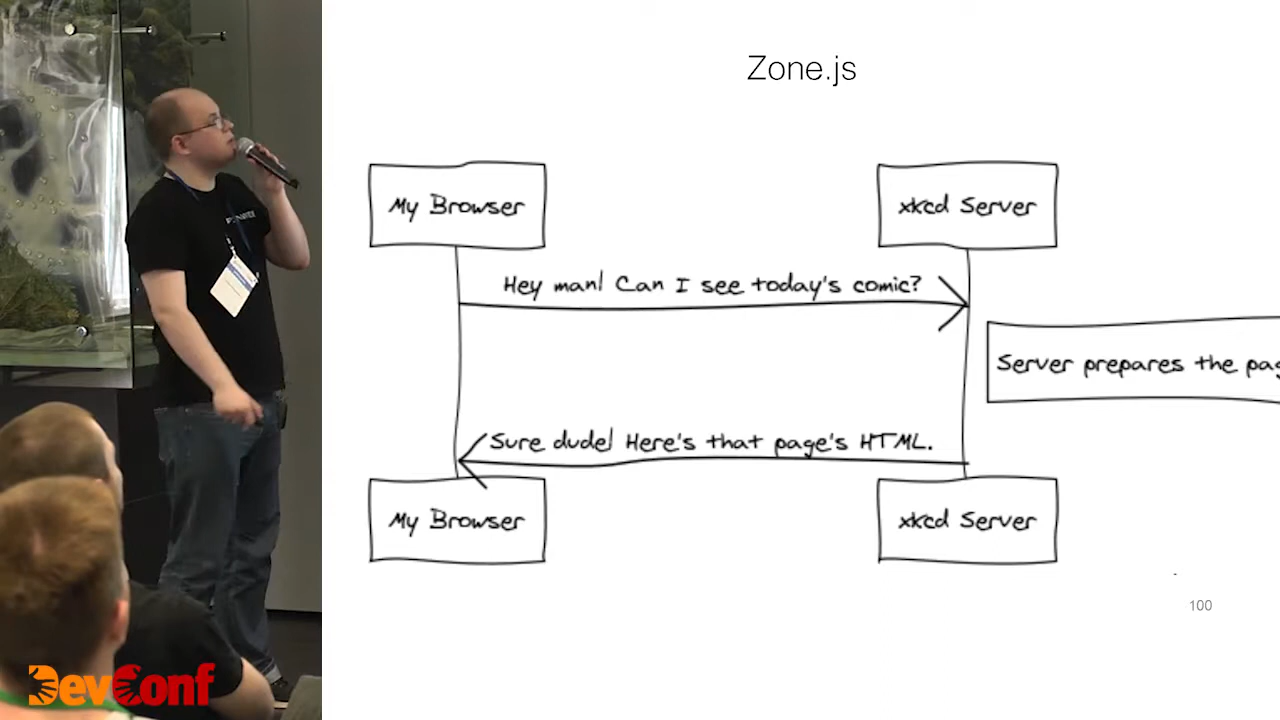 Zone.js
My Browser
xkcd Server
Hey man! Can I see today's comic?
Server prepares the
Sure dude! Here's that page's HTML.
My Browser
xkcd Server
100
DevConf